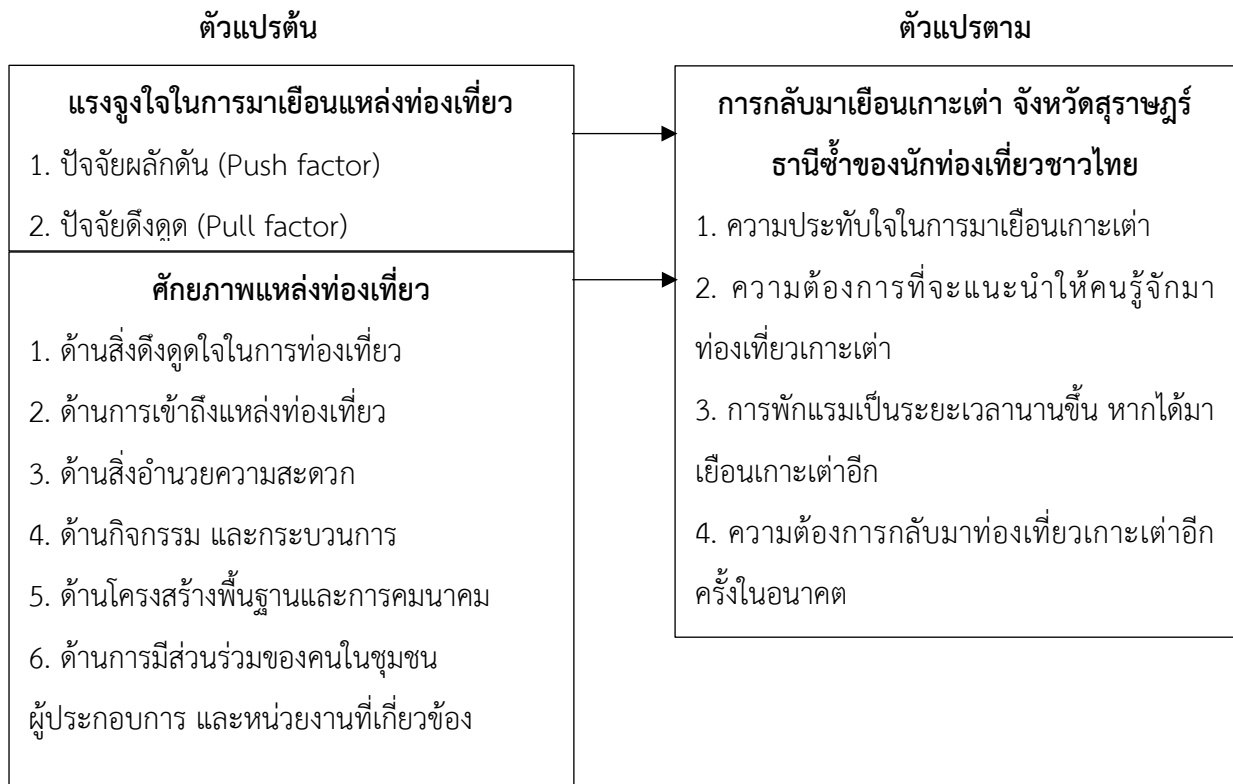 ตัวแปรต้น
แรงจูงใจในการมาเยือนแหล่งท่องเที่ยว
1. ปัจจัยผลักดัน (Push factor)
2. ปัจจัยดึงดูด (Pull factor)
ศักยภาพแหล่งท่องเที่ยว
1. ด้านสิ่งดึงดูดใจในการท่องเที่ยว
2. ด้านการเข้าถึงแหล่งท่องเที่ยว
3. ด้านสิ่งอำนวยความสะดวก
4. ด้านกิจกรรม และกระบวนการ
5. ด้านโครงสร้างพื้นฐานและการคมนาคม
6. ด้านการมีส่วนร่วมของคนในชุมชน
ผู้ประกอบการ และหน่วยงานที่เกี่ยวข้อง
ตัวแปรตาม
การกลับมาเยือนเกาะเต่า จังหวัดสุราษฎร์
ธานีซ้ำของนักท่องเที่ยวชาวไทย
1. ความประทับใจในการมาเยือนเกาะเต่า
2. ความต้องการที่จะแนะนำให้คนรู้จักมา
ท่องเที่ยวเกาะเต่า
3. การพักแรมเป็นระยะเวลานานขึ้น หากได้มา
เยือนเกาะเต่าอีก
4. ความต้องการกลับมาท่องเที่ยวเกาะเต่าอีก
ครั้งในอนาคต